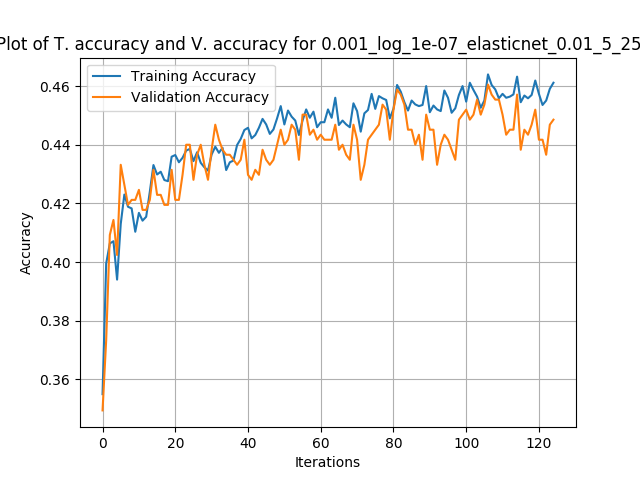 Plot of T. accuracy and V. accuracy for 0.001_log_1e-07_elasticnet_0.01_5_25
Training Accuracy
Validation Accuracy
Accuracy
0.46
0.44
0.42
0.40
0.38
0.36
0
20
40
60
80
100
120
Iterations